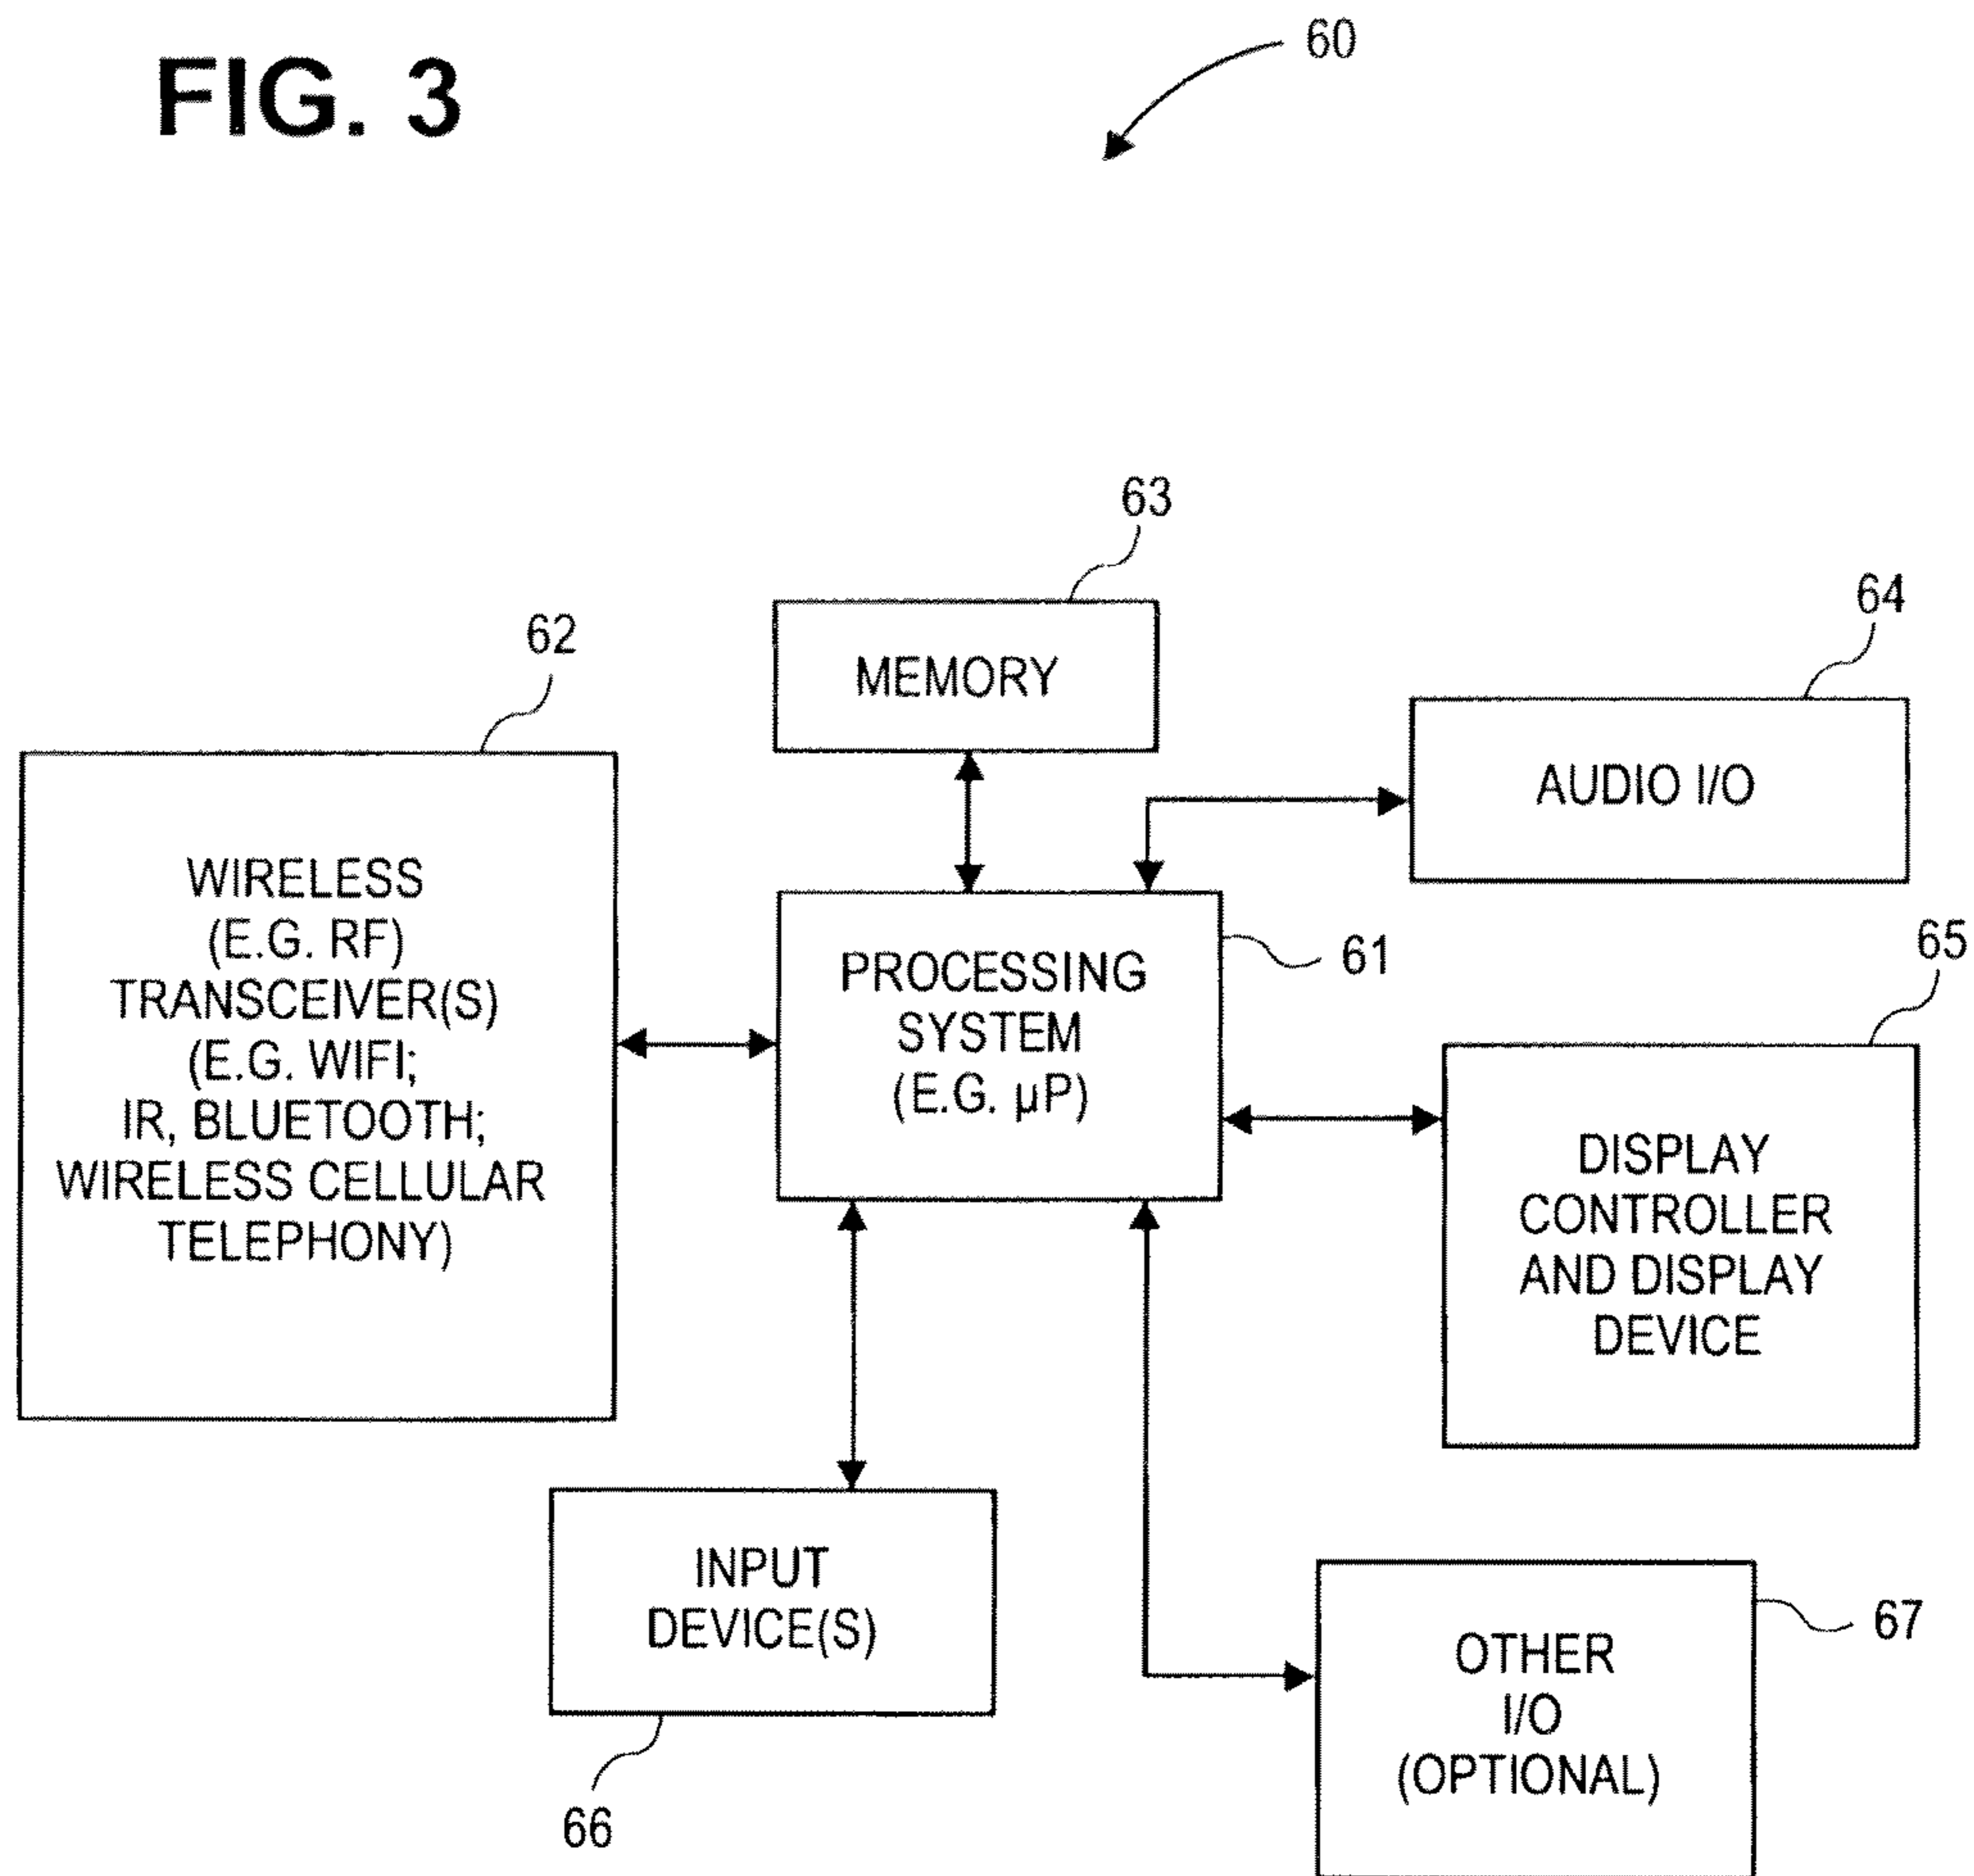 FIG. 3
60
63
MEMORY
62
64
AUDIO I/O
WIRELESS
(E.G. RF)
TRANSCEIVER(S)
(E.G. WIFI;
IR, BLUETOOTH;
WIRELESS CELLULAR
TELEPHONY)
PROCESSING
SYSTEM
(E.G. µP)
61
65
DISPLAY
CONTROLLER
AND DISPLAY
DEVICE
INPUT
DEVICE(S)
66
OTHER
I/O
(OPTIONAL)
67